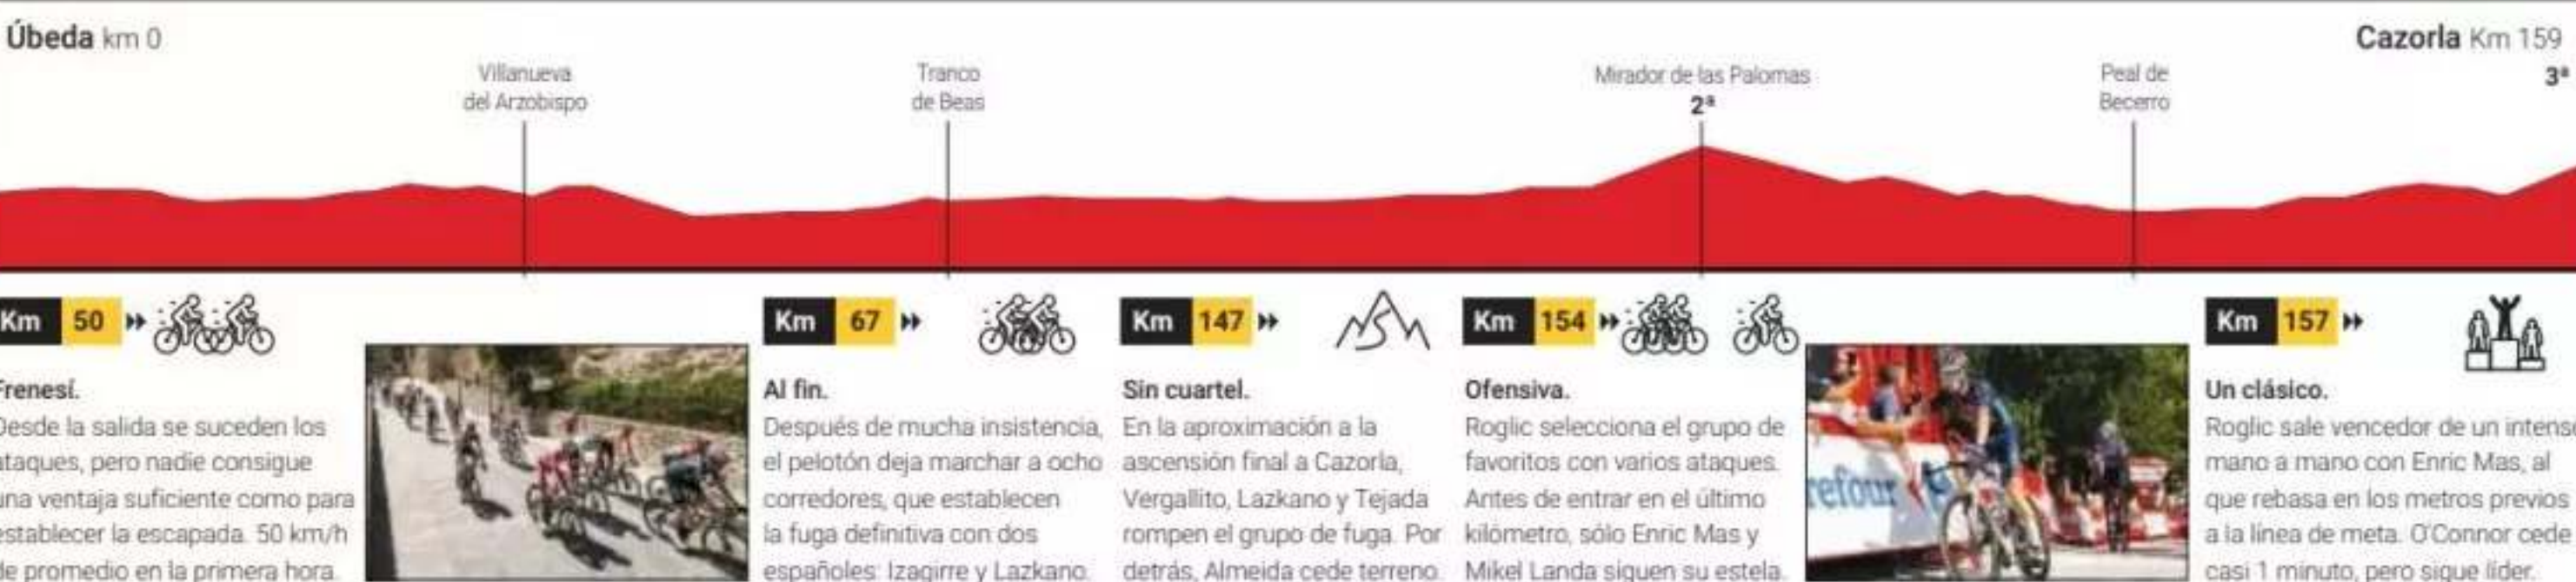 Úbeda km 0
Cazorla Km 159
3ª
Villanueva
del Arzobispo
Tranco
de Beas
Mirador de las Palomas
2ª
Peal de
Becerro
Km 50
Frenesí.
Desde la salida se suceden los
ataques, pero nadie consigue
una ventaja suficiente como para
establecer la escapada. 50 km/h
de promedio en la primera hora.
Km 67
Al fin.
Después de mucha insistencia,
el pelotón deja marchar a ocho
corredores, que establecen
la fuga definitiva con dos
españoles: Izagirre y Lazkano.
Km 147
Sin cuartel.
En la aproximación a la
ascensión final a Cazorla,
Vergallito, Lazkano y Tejada
rompen el grupo de fuga. Por
detrás, Almeida cede terreno.
Km 154
Ofensiva.
Roglic selecciona el grupo de
favoritos con varios ataques.
Antes de entrar en el último
kilómetro, sólo Enric Mas y
Mikel Landa siguen su estela.
refour
Km 157
Un clásico.
Roglic sale vencedor de un intenso
mano a mano con Enric Mas, al
que rebasa en los metros previos
a la línea de meta. O'Connor cede
casi 1 minuto, pero sigue líder.